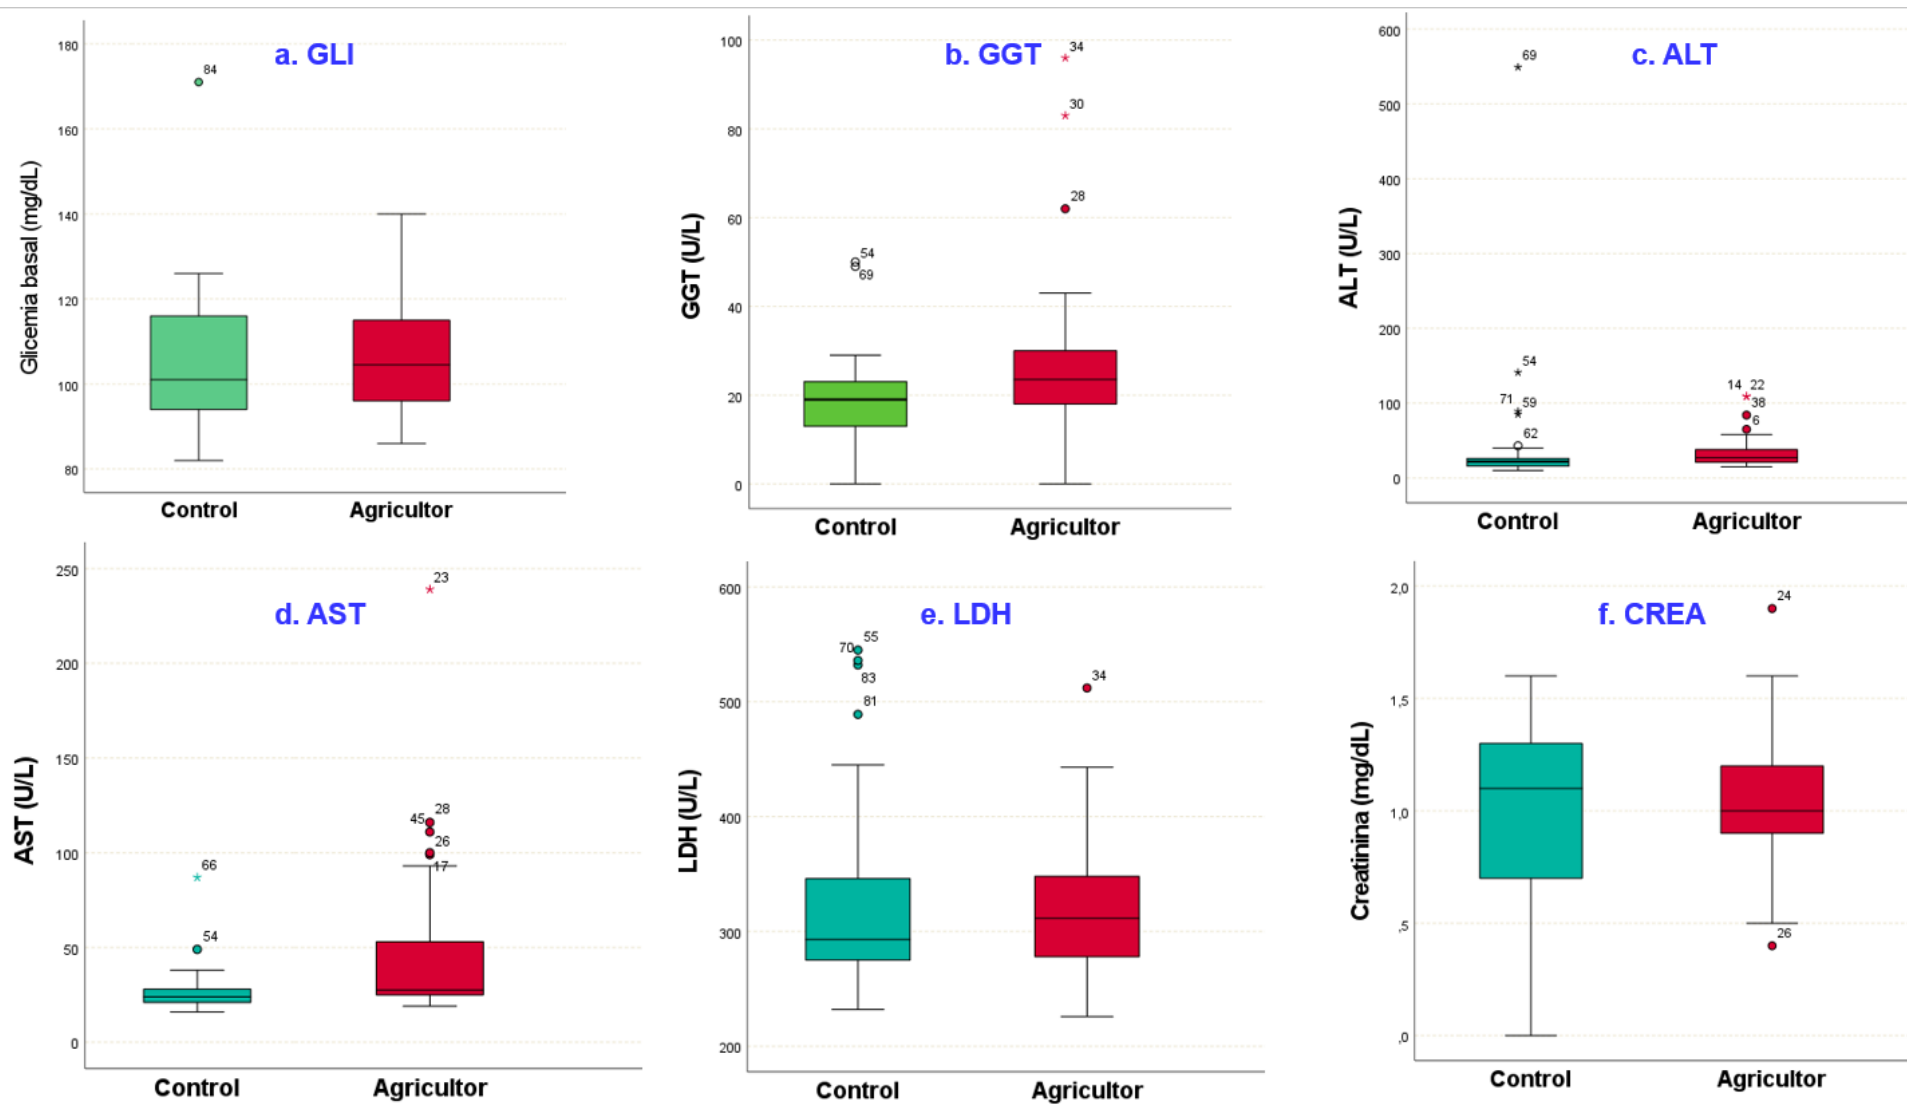 a. GLI
Glicemia basal (mg/dL)
180
160
140
120
100
80
84
Control
Agricultor
b. GGT
GGT (U/L)
100
80
60
40
20
0
54
69
34
30
28
Control
Agricultor
c. ALT
ALT (U/L)
600
500
400
300
200
100
0
69
54
71 59
62
14 22
38
6
Control
Agricultor
d. AST
AST (U/L)
250
200
150
100
50
0
66
54
23
28
45
26
17
Control
Agricultor
e. LDH
LDH (U/L)
600
500
400
300
200
55
70
83
81
34
Control
Agricultor
f. CREA
Creatinina (mg/dL)
2,0
1,5
1,0
,5
,0
24
26
Control
Agricultor